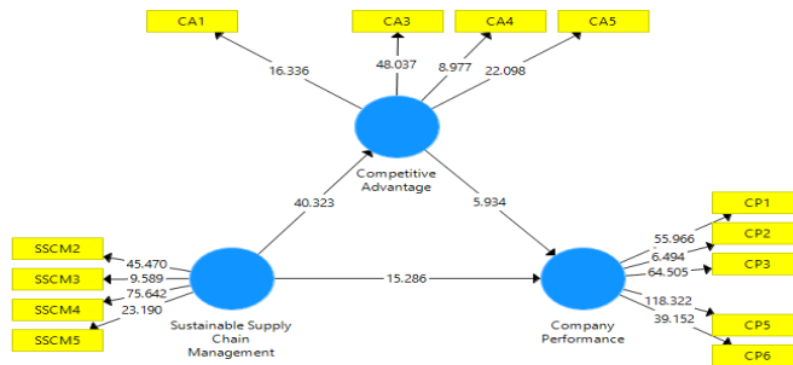 CA1
CA3
CA4
CA5
16.336
48.037
8.977
22.098
Competitive
Advantage
40.323
5.934
SSCM2
SSCM3
SSCM4
SSCM5
45.470
9.589
75.642
23.190
Sustainable Supply
Chain
Management
15.286
CP1
CP2
CP3
CP5
CP6
55.966
6.494
64.505
118.322
39.152
Company
Performance